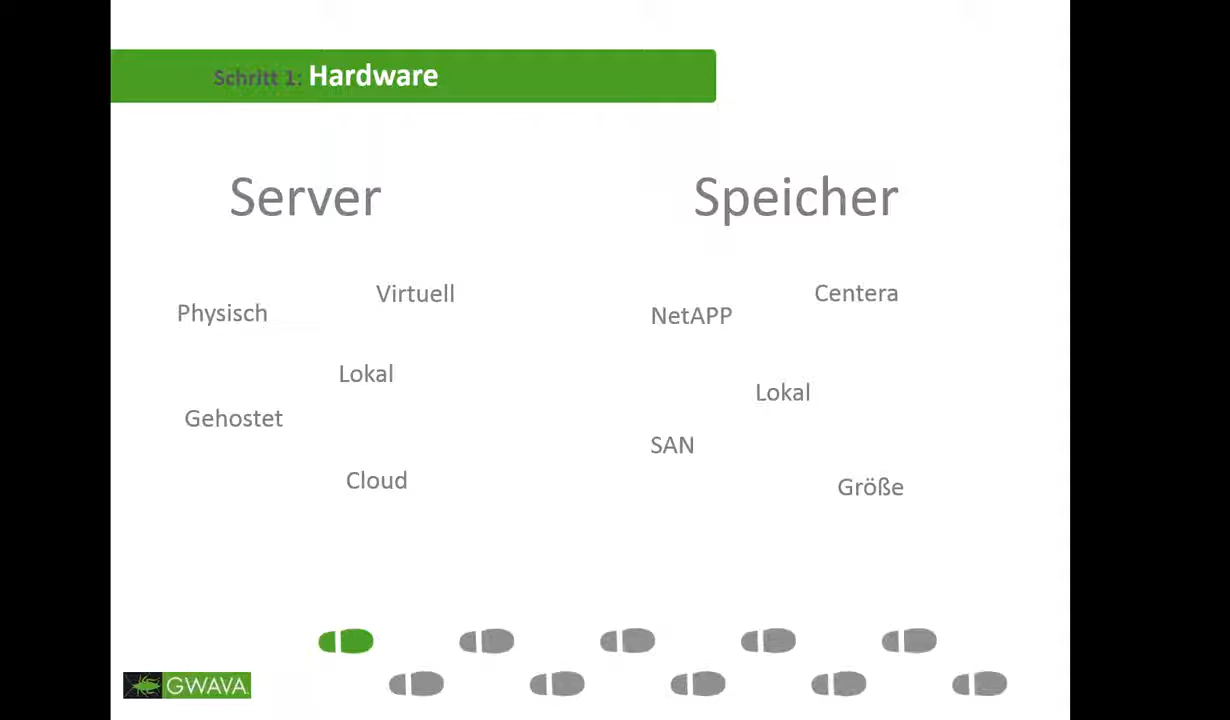 Schritt 1: Hardware
Server
Speicher
Virtuell
Physisch
Lokal
Gehostet
Cloud
Centera
NetAPP
Lokal
SAN
Größe
GWAVA